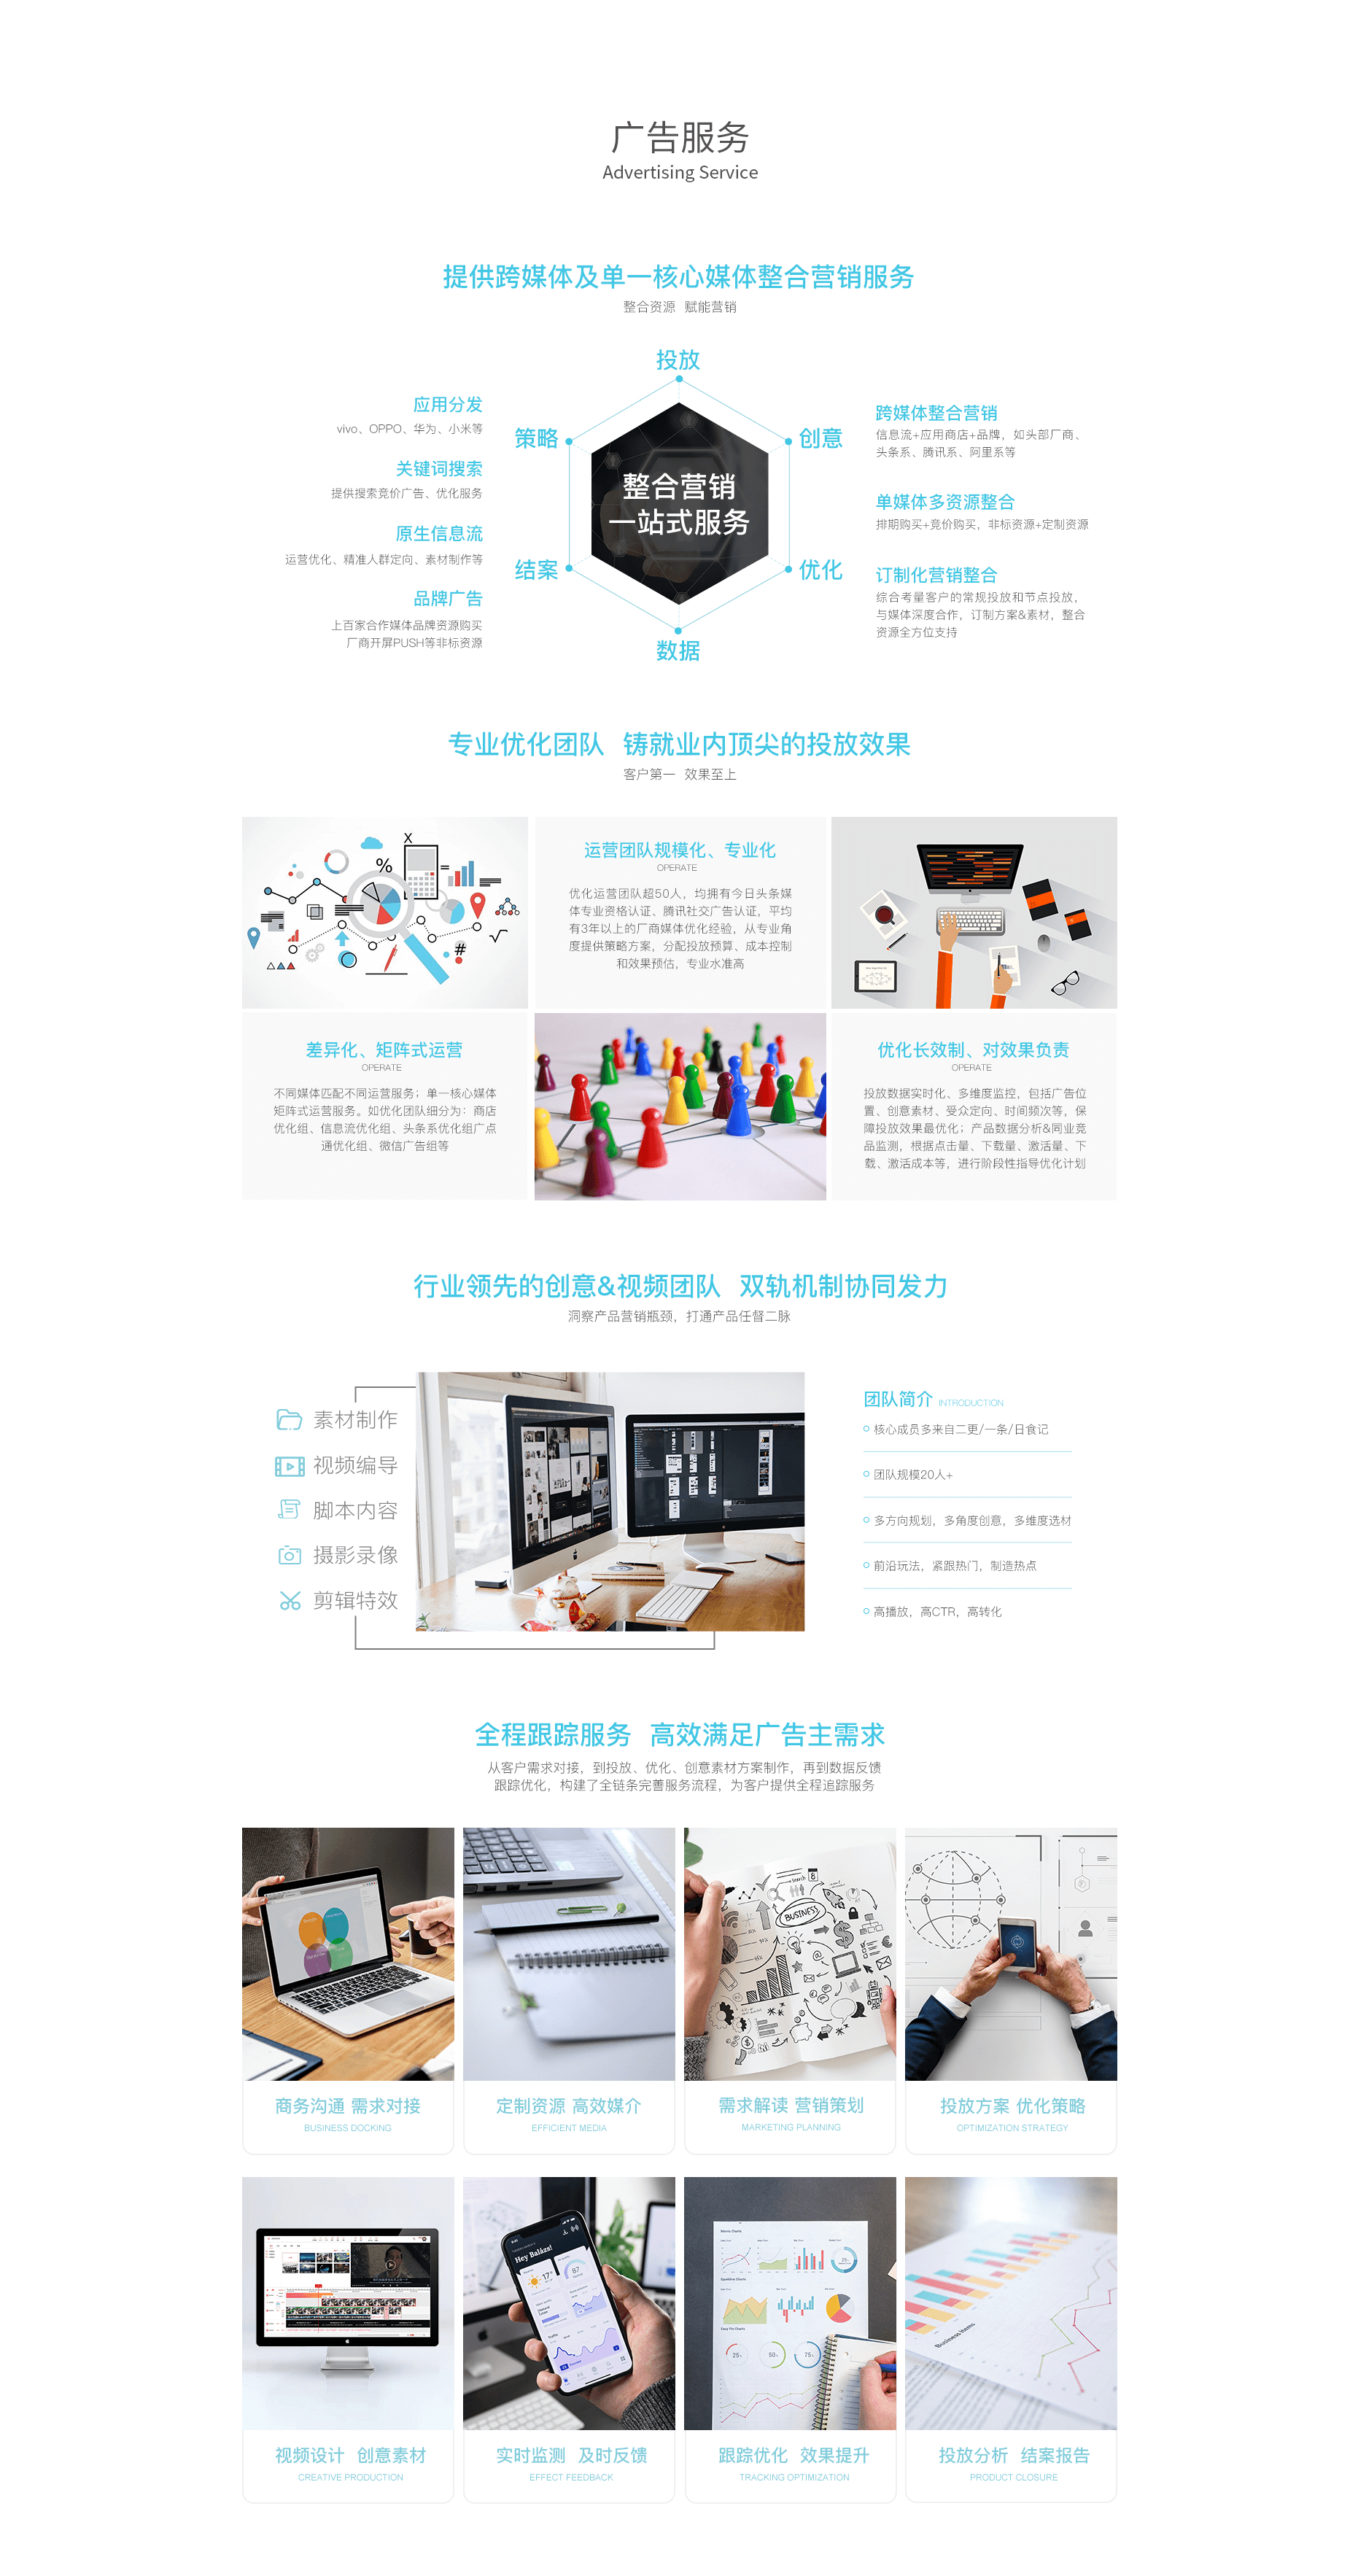 广告服务
Advertising Service
提供跨媒体及单一核心媒体整合营销服务
整合资源 赋能营销
应用分发
vivo、OPPO、华为、小米等
关键词搜索
提供搜索竞价广告、优化服务
原生信息流
运营优化、精准人群定向、素材制作等
品牌广告
上百家合作媒体品牌资源购买
厂商开屏PUSH等非标资源
投放
策略
创意
整合营销
一站式服务
结案
优化
数据
跨媒体整合营销
信息流+应用商店+品牌，如头部厂商、
头条系、腾讯系、阿里系等
单媒体多资源整合
排期购买+竞价购买，非标资源+定制资源
订制化营销整合
综合考量客户的常规投放和节点投放，
与媒体深度合作，订制方案&素材，整合
资源全方位支持
专业优化团队 铸就业内顶尖的投放效果
客户第一 效果至上
X
%
#
运营团队规模化、专业化
OPERATE
优化运营团队超50人，均拥有今日头条媒
体专业资格认证、腾讯社交广告认证，平均
有3年以上的厂商媒体优化经验，从专业角
度提供策略方案，分配投放预算、成本控制
和效果预估，专业水准高
差异化、矩阵式运营
OPERATE
不同媒体匹配不同运营服务；单一核心媒体
矩阵式运营服务。如优化团队细分为：商店
优化组、信息流优化组、头条系优化组广点
通优化组、微信广告组等
优化长效制、对效果负责
OPERATE
投放数据实时化、多维度监控，包括广告位
置、创意素材、受众定向、时间频次等，保
障投放效果最优化；产品数据分析&同业竞
品监测，根据点击量、下载量、激活量、下
载、激活成本等，进行阶段性指导优化计划
行业领先的创意&视频团队 双轨机制协同发力
洞察产品营销瓶颈，打通产品任督二脉
素材制作
视频编导
脚本内容
摄影录像
剪辑特效
团队简介 INTRODUCTION
核心成员多来自二更/一条/日食记
团队规模20人+
多方向规划，多角度创意，多维度选材
前沿玩法，紧跟热门，制造热点
高播放，高CTR，高转化
全程跟踪服务 高效满足广告主需求
从客户需求对接，到投放、优化、创意素材方案制作，再到数据反馈
跟踪优化，构建了全链条完善服务流程，为客户提供全程追踪服务
search
BUSINESS
商务沟通 需求对接
BUSINESS DOCKING
定制资源 高效媒介
EFFICIENT MEDIA
需求解读 营销策划
MARKETING PLANNING
投放方案 优化策略
OPTIMIZATION STRATEGY
Hey Balázs!
17°
87
25%
50%
75%
Business Items
视频设计 创意素材
CREATIVE PRODUCTION
实时监测 及时反馈
EFFECT FEEDBACK
跟踪优化 效果提升
TRACKING OPTIMIZATION
投放分析 结案报告
PRODUCT CLOSURE